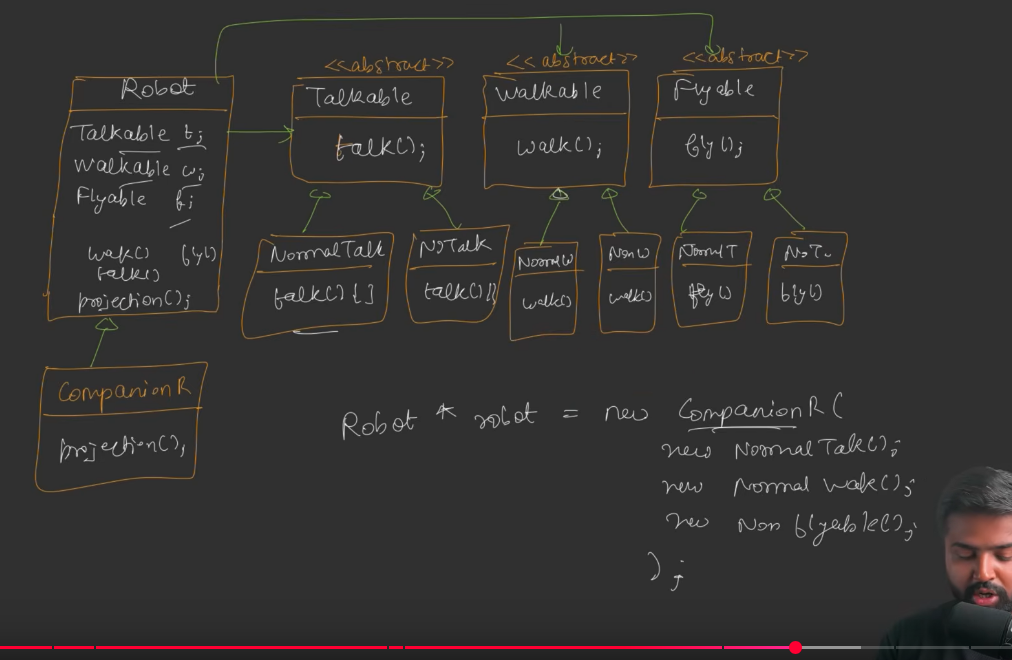 <<abstract>>
<<abstract>>
<<abstract>>
Robot
Talkable t;
Walkable w;
Flyable f;
walk() fly()
talk()
projection();
Talkable
talk();
Walkable
walk();
Flyable
fly();
NormalTalk
talk() { }
NoTalk
talk() {}
NormalW
walk()
NonW
walk()
NormalT
fly()
fly()
CompanionR
projection();
Robot * robot = new CompanionR(
new NormalTalk();
new Normal Walk();
new Non flyable();
);